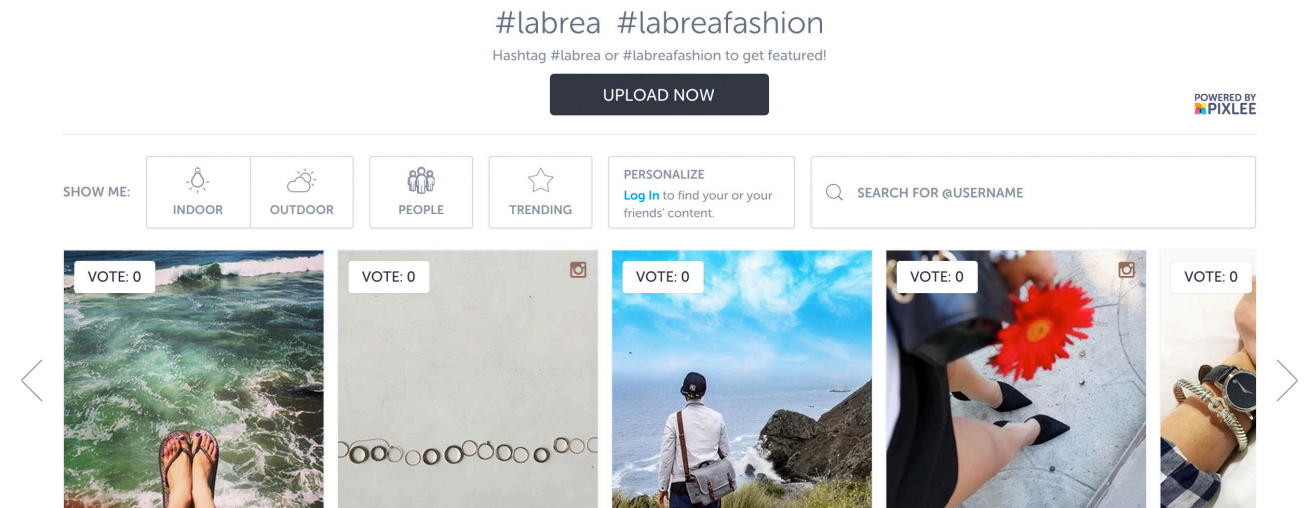 #labrea #labreafashion
Hashtag #labrea or #labreafashion to get featured!
UPLOAD NOW
POWERED BY
PIXLEE
SHOW ME:
INDOOR
OUTDOOR
PEOPLE
TRENDING
PERSONALIZE
Log In to find your or your
friends' content.
SEARCH FOR @USERNAME
VOTE: 0
VOTE: 0
VOTE: 0
VOTE: 0
VOTE: 0